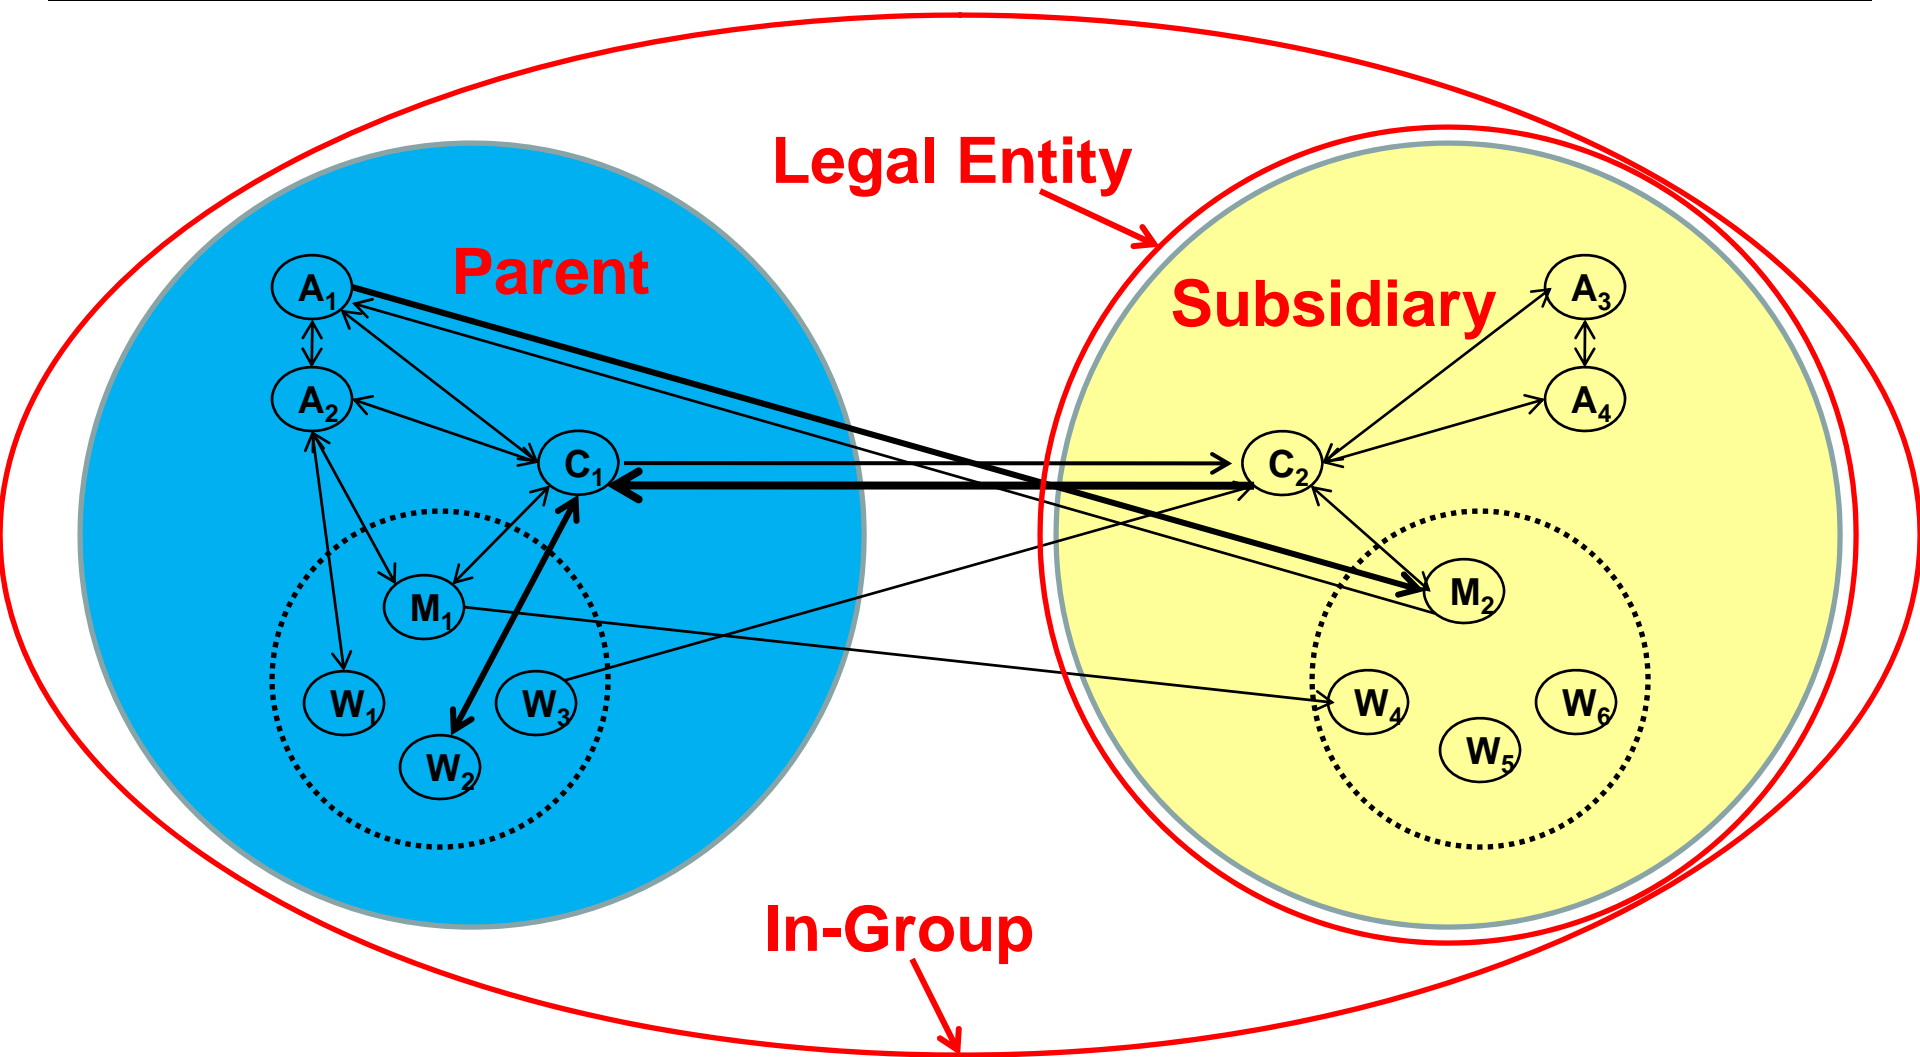 Legal Entity
Parent
Subsidiary
A1
A3
A2
A4
C1
C2
M1
M2
W1
W3
W4
W6
W2
W5
In-Group